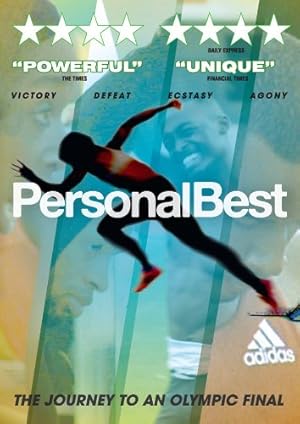 DAILY EXPRESS
"POWERFUL" "UNIQUE"
THE TIMES FINANCIAL TIMES
VICTORY DEFEAT ECSTASY AGONY
PersonalBest
adidas
THE JOURNEY TO AN OLYMPIC FINAL